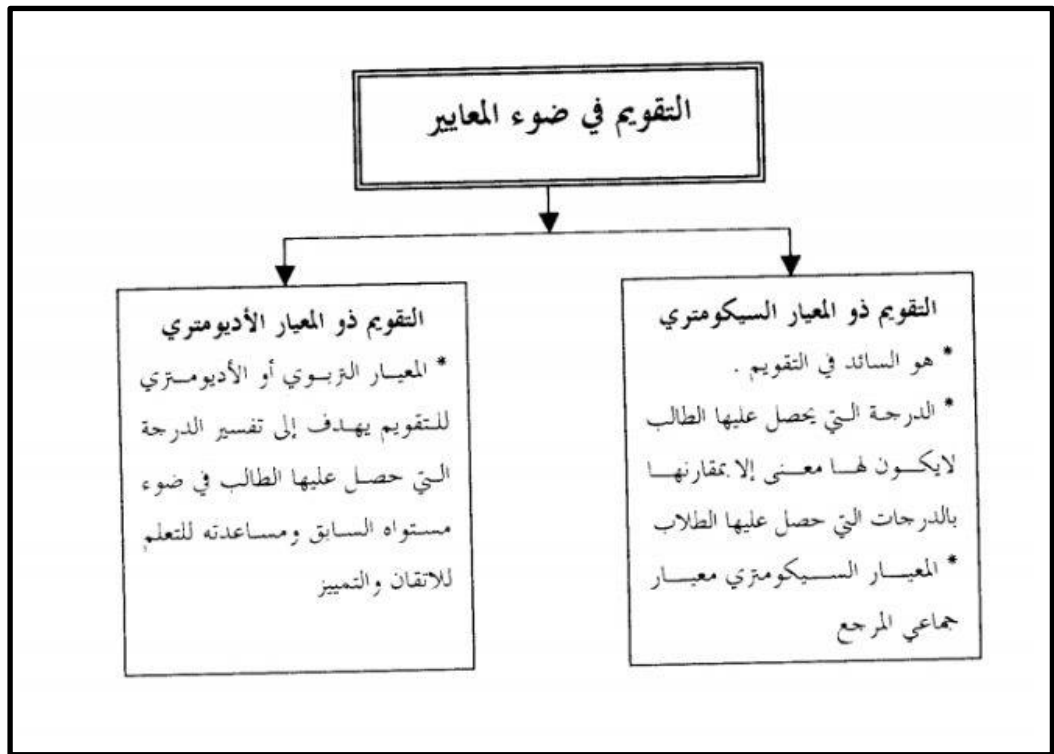 التقويم في ضوء المعايير
التقويم ذو المعيار السيكومتري
* هو السائد في التقويم .
* الدرجة التي يحصل عليها الطالب
لايكون لها معنى إلا بمقارنها
بالدرجات التي حصل عليها الطلاب
* المعيار السيكومتري معيار
جماعي المرجع
التقويم ذو المعيار الأديومتري
* المعيار التربوي أو الأديومتري
للتقويم يهدف إلى تفسير الدرجة
التي حصل عليها الطالب في ضوء
مستواه السابق ومساعدته للتعلم
للاتقان والتمييز